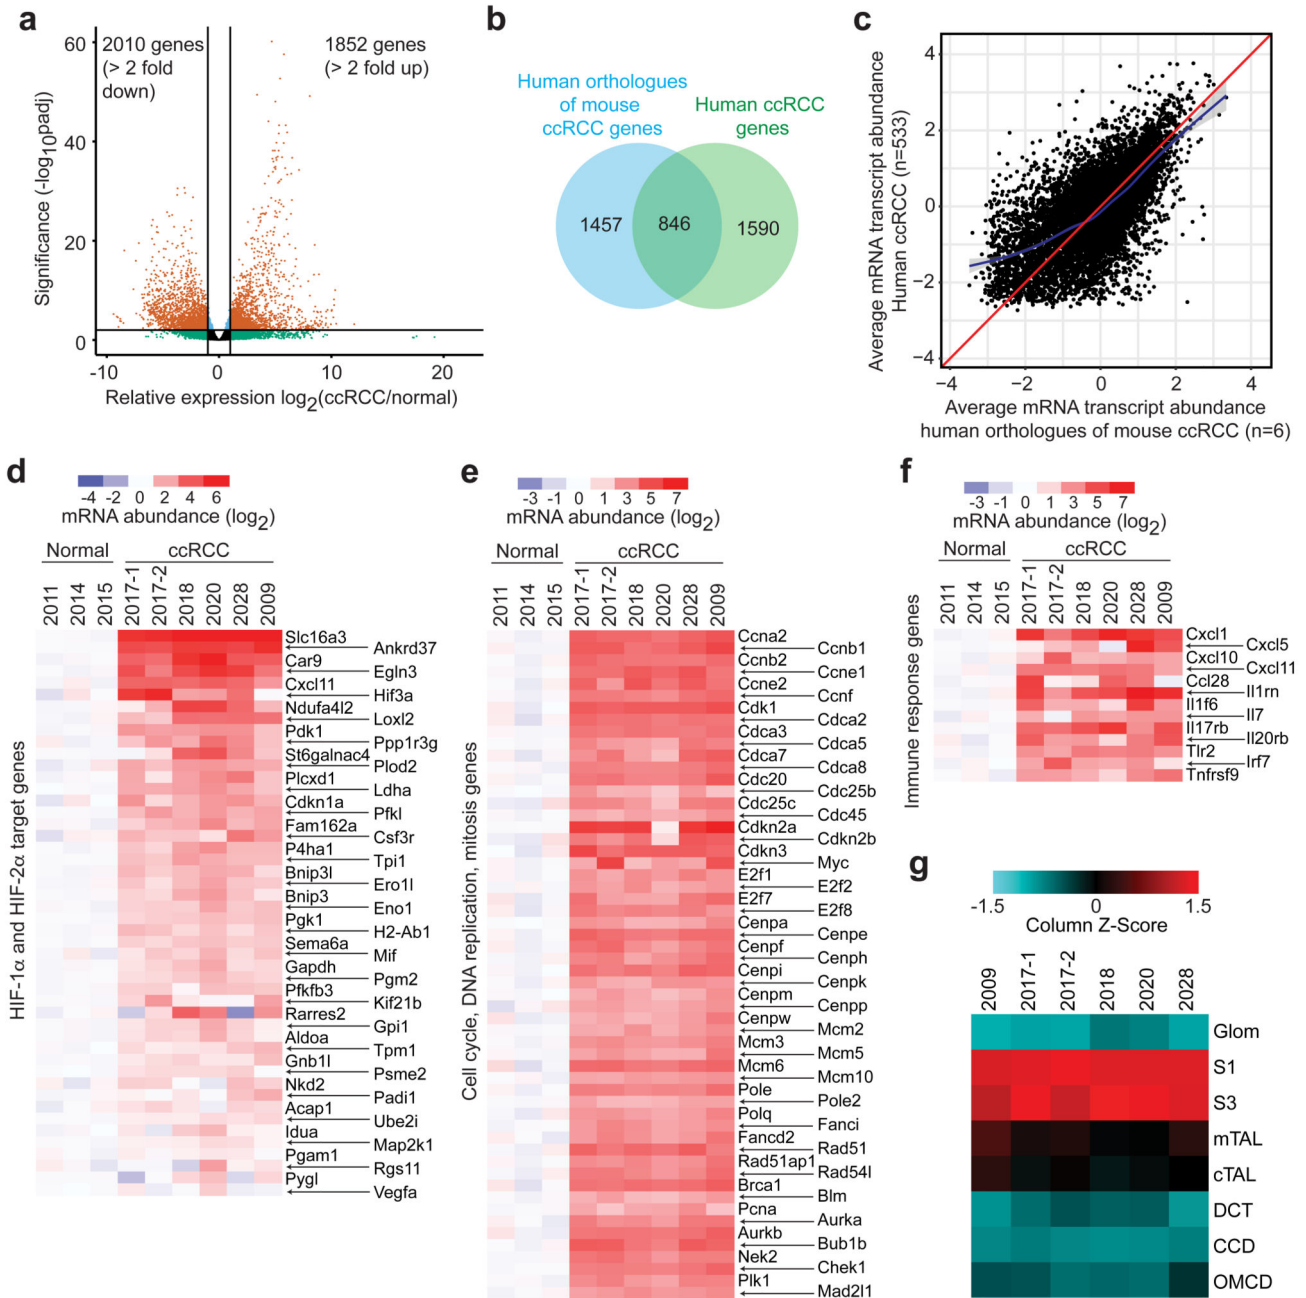 a
2010 genes
(> 2 fold
down)
1852 genes
(> 2 fold up)
60
40
20
0
Significance (-log10padj)
-10
0
10
20
Relative expression log2(ccRCC/normal)
b
Human orthologues
of mouse
ccRCC genes
Human ccRCC
genes
1457
846
1590
c
4
2
0
−2
−4
Average mRNA transcript abundance
Human ccRCC (n=533)
−4
−2
0
2
4
Average mRNA transcript abundance
human orthologues of mouse ccRCC (n=6)
d
-4 -2 0 2 4 6
mRNA abundance (log2)
Normal
ccRCC
2011
2014
2015
2017-1
2017-2
2018
2020
2028
2009
HIF-1α and HIF-2α target genes
Slc16a3
Ankrd37
Car9
Egln3
Cxcl11
Hif3a
Ndufa4l2
Loxl2
Pdk1
Ppp1r3g
St6galnac4
Plod2
Plcxd1
Ldha
Cdkn1a
Pfkl
Fam162a
Csf3r
P4ha1
Tpi1
Bnip3l
Ero1l
Bnip3
Eno1
Pgk1
H2-Ab1
Sema6a
Mif
Gapdh
Pgm2
Pfkfb3
Kif21b
Rarres2
Gpi1
Aldoa
Tpm1
Gnb1l
Psme2
Nkd2
Padi1
Acap1
Ube2i
Idua
Map2k1
Pgam1
Rgs11
Pygl
Vegfa
e
-3 -1 0 1 3 5 7
mRNA abundance (log2)
Normal
ccRCC
2011
2014
2015
2017-1
2017-2
2018
2020
2028
2009
Cell cycle, DNA replication, mitosis genes
Ccna2
Ccnb1
Ccnb2
Ccne1
Ccne2
Ccnf
Cdk1
Cdca2
Cdca3
Cdca5
Cdca7
Cdca8
Cdc20
Cdc25b
Cdc25c
Cdc45
Cdkn2a
Cdkn2b
Cdkn3
Myc
E2f1
E2f2
E2f7
E2f8
Cenpa
Cenpe
Cenpf
Cenph
Cenpi
Cenpk
Cenpm
Cenpp
Cenpw
Mcm2
Mcm3
Mcm5
Mcm6
Mcm10
Pole
Pole2
Polq
Fanci
Fancd2
Rad51
Rad51ap1
Rad54l
Brca1
Blm
Pcna
Aurka
Aurkb
Bub1b
Nek2
Chek1
Plk1
Mad2l1
f
-3 -1 0 1 3 5 7
mRNA abundance (log2)
Normal
ccRCC
2011
2014
2015
2017-1
2017-2
2018
2020
2028
2009
Immune response genes
Cxcl1
Cxcl5
Cxcl10
Cxcl11
Ccl28
Il1rn
Il1f6
Il7
Il17rb
Il20rb
Tlr2
Irf7
Tnfrsf9
g
-1.5
0
1.5
Column Z-Score
2009
2017-1
2017-2
2018
2020
2028
Glom
S1
S3
mTAL
cTAL
DCT
CCD
OMCD